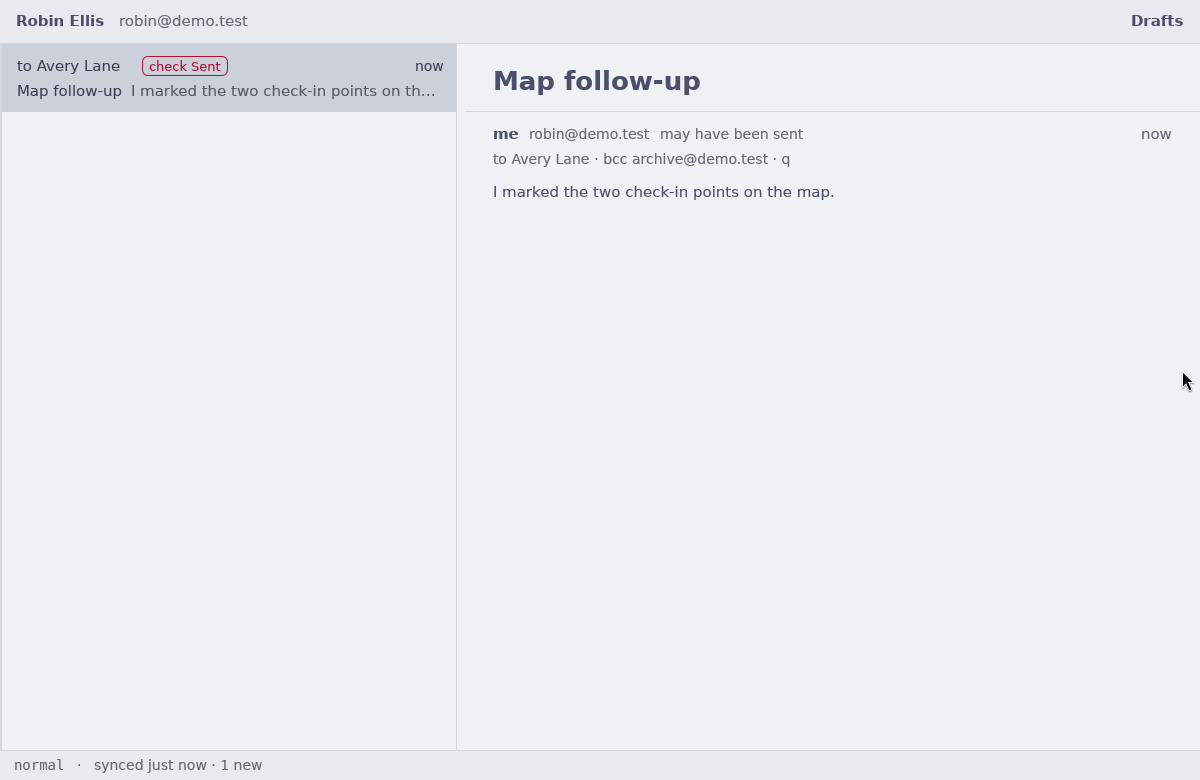 Robin Ellis robin@demo.test Drafts
to Avery Lane check Sent now
Map follow-up I marked the two check-in points on th…
Map follow-up
me robin@demo.test may have been sent now
to Avery Lane · bcc archive@demo.test · q
I marked the two check-in points on the map.
normal · synced just now · 1 new